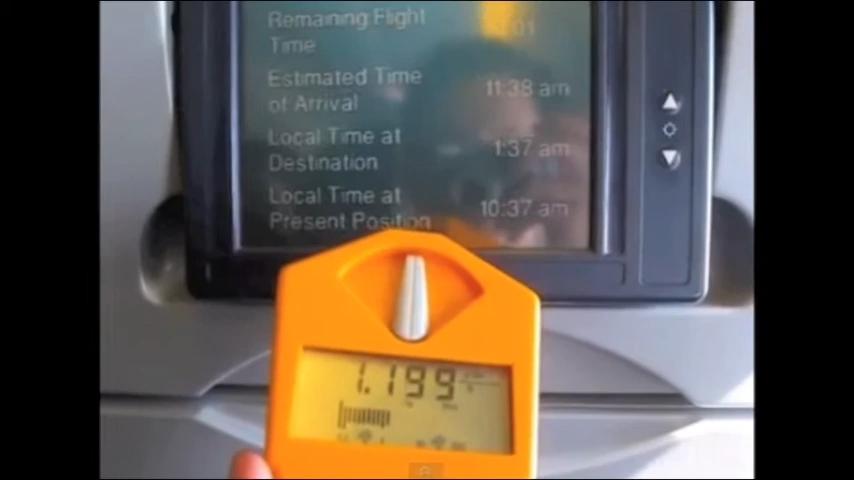 Remaining Flight
Time
Estimated Time
of Arrival
11:38 am
Local Time at
Destination
1:37 am
Local Time at
Present Position
10:37 am
1.199